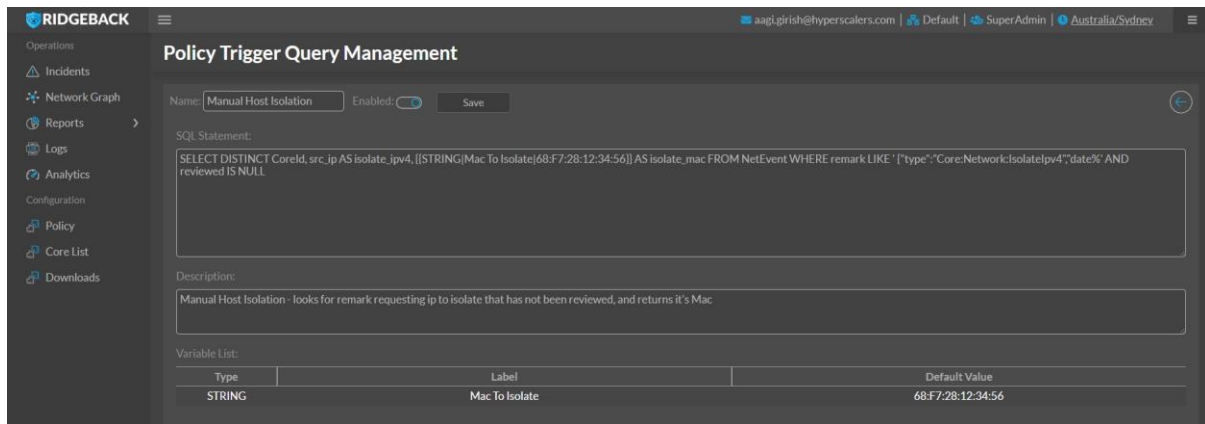 RIDGEBACK
aagi.girish@hyperscalers.com | Default | SuperAdmin | Australia/Sydney
Operations
Incidents
Network Graph
Reports
Logs
Analytics
Configuration
Policy
Core List
Downloads
Policy Trigger Query Management
Name: Manual Host Isolation Enabled: Save
SQL Statement:
SELECT DISTINCT CoreId, src_ip AS isolate_ipv4, [[STRING|Mac To Isolate|68:F7:28:12:34:56]] AS isolate_mac FROM NetEvent WHERE remark LIKE ' {"type":"Core:Network:IsolateIpv4","date%' AND
reviewed IS NULL
Description:
Manual Host Isolation - looks for remark requesting ip to isolate that has not been reviewed, and returns it's Mac
Variable List:
Type Label Default Value
STRING Mac To Isolate 68:F7:28:12:34:56